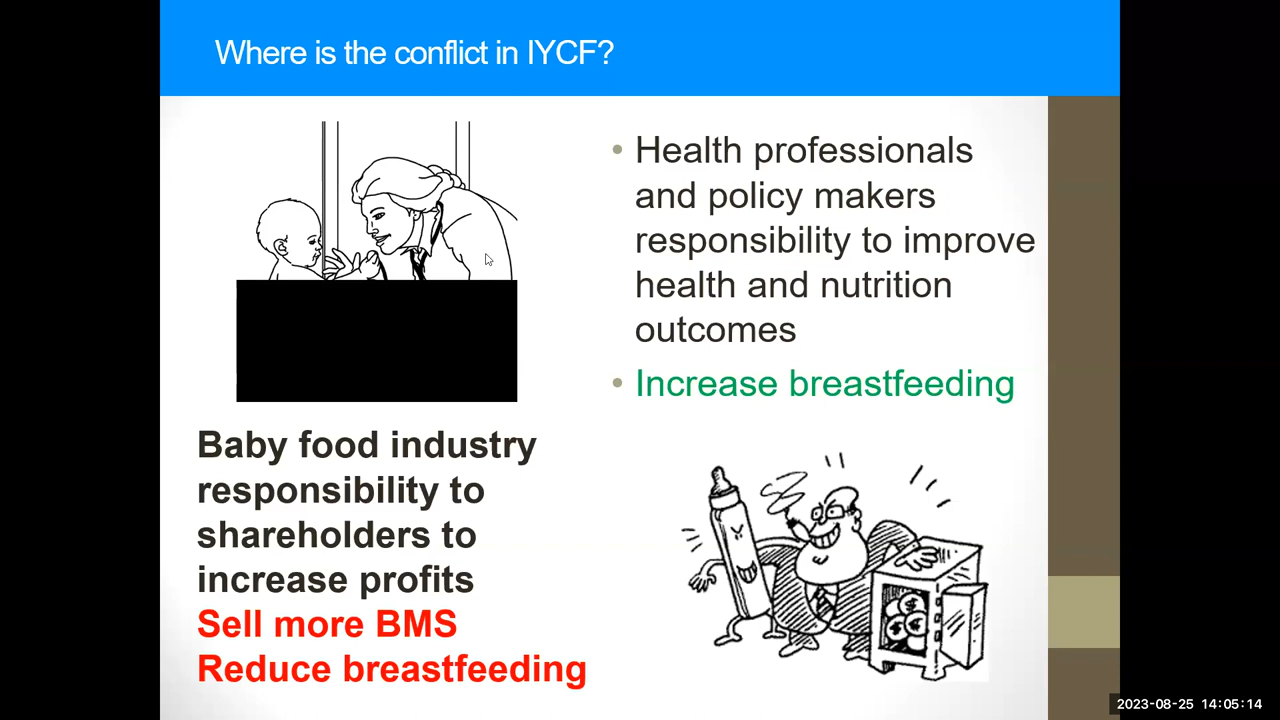 Where is the conflict in IYCF?
• Health professionals
and policy makers
responsibility to improve
health and nutrition
outcomes
• Increase breastfeeding
Baby food industry
responsibility to
shareholders to
increase profits
Sell more BMS
Reduce breastfeeding
2023-08-25 14:05:14